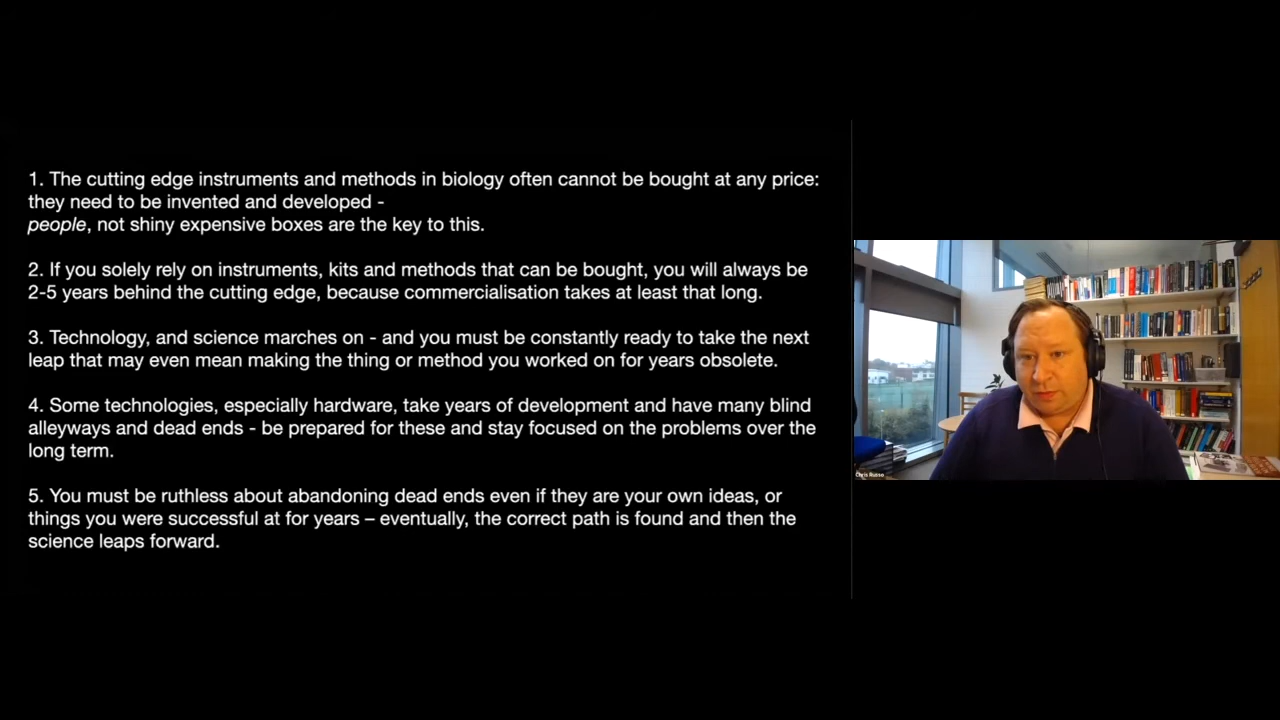 1. The cutting edge instruments and methods in biology often cannot be bought at any price:
they need to be invented and developed -
people, not shiny expensive boxes are the key to this.
2. If you solely rely on instruments, kits and methods that can be bought, you will always be
2-5 years behind the cutting edge, because commercialisation takes at least that long.
3. Technology, and science marches on - and you must be constantly ready to take the next
leap that may even mean making the thing or method you worked on for years obsolete.
4. Some technologies, especially hardware, take years of development and have many blind
alleyways and dead ends - be prepared for these and stay focused on the problems over the
long term.
5. You must be ruthless about abandoning dead ends even if they are your own ideas, or
things you were successful at for years – eventually, the correct path is found and then the
science leaps forward.
Chris Russo